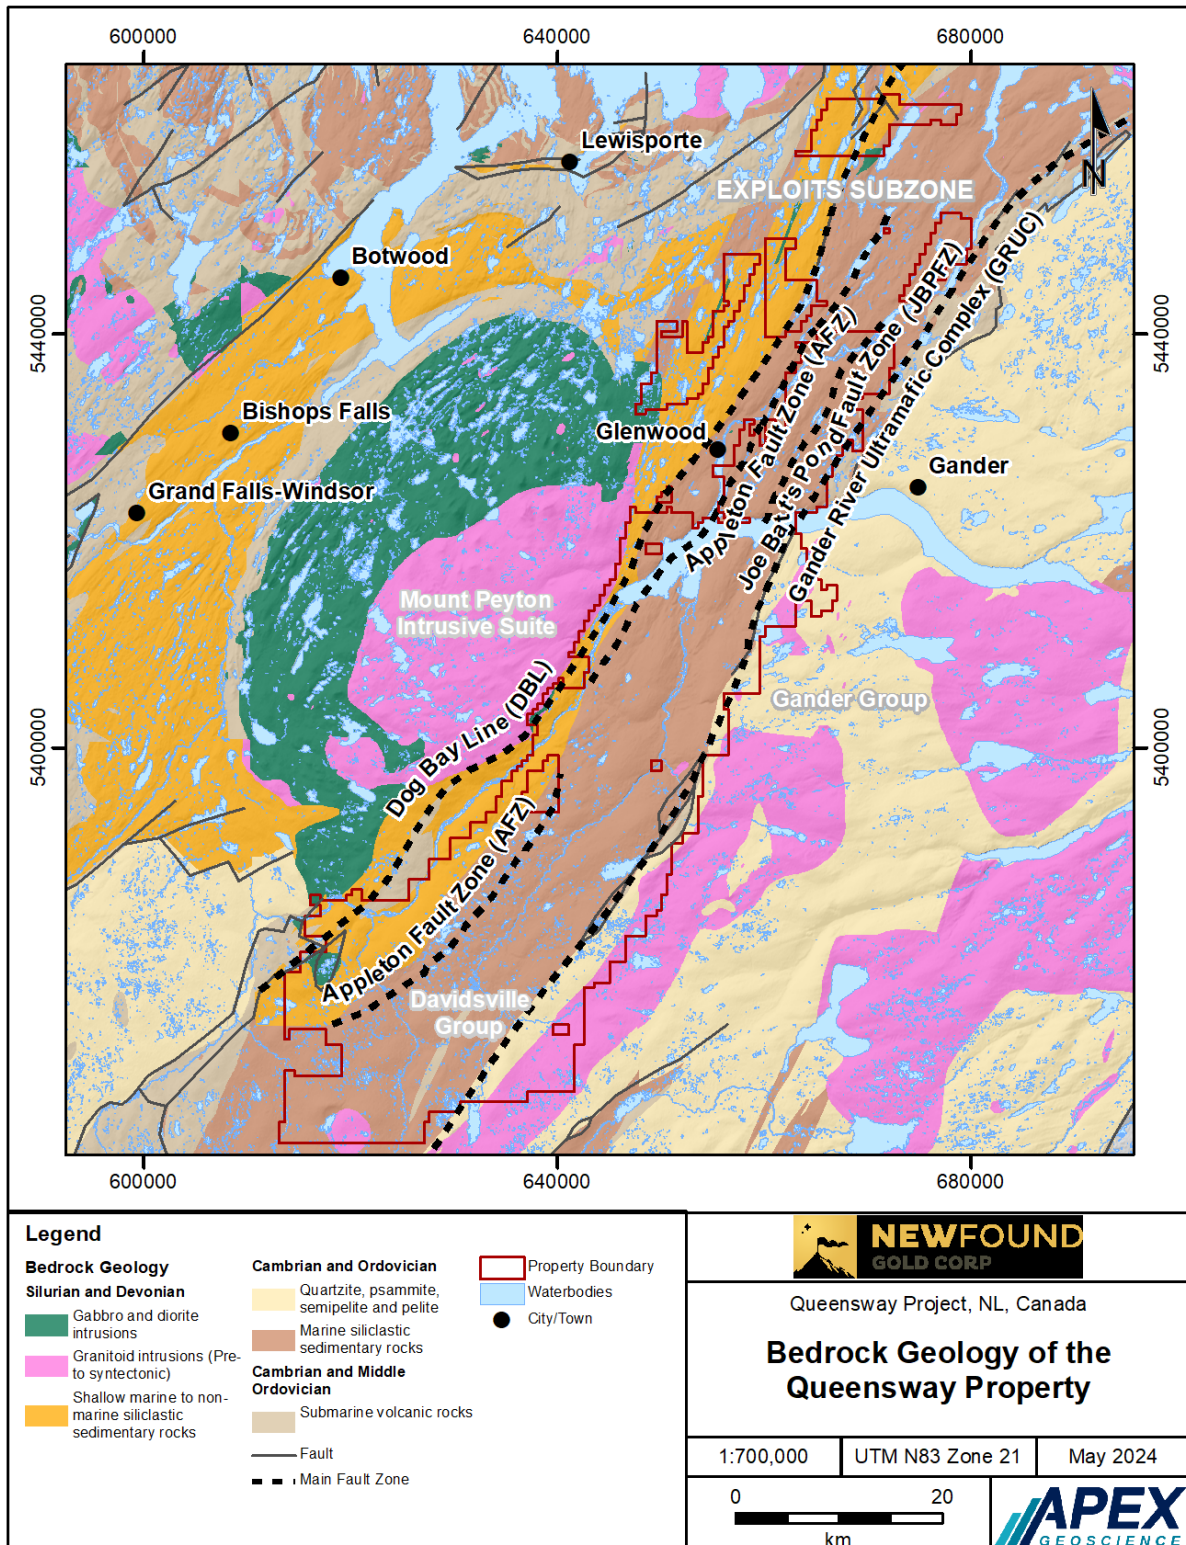 600000
640000
680000
Lewisporte
N
EXPLOITS SUBZONE
Botwood
5440000
5440000
Appleton Fault Zone (AFZ)
Joe Batt's Pond Fault Zone (JBPFZ)
Gander River Ultramafic Complex (GRUC)
Bishops Falls
Glenwood
Gander
Grand Falls-Windsor
Mount Peyton
Intrusive Suite
Dog Bay Line (DBL)
Gander Group
5400000
5400000
Appleton Fault Zone (AFZ)
Davidsville
Group
600000
640000
680000
Legend
Bedrock Geology
Silurian and Devonian
Gabbro and diorite
intrusions
Granitoid intrusions (Pre-
to syntectonic)
Shallow marine to non-
marine siliclastic
sedimentary rocks
Cambrian and Ordovician
Quartzite, psammite,
semipelite and pelite
Marine siliclastic
sedimentary rocks
Cambrian and Middle
Ordovician
Submarine volcanic rocks
Fault
Main Fault Zone
Property Boundary
Waterbodies
City/Town
NEWFOUND
GOLD CORP
Queensway Project, NL, Canada
Bedrock Geology of the
Queensway Property
1:700,000
UTM N83 Zone 21
May 2024
0 20
km
APEX
GEOSCIENCE